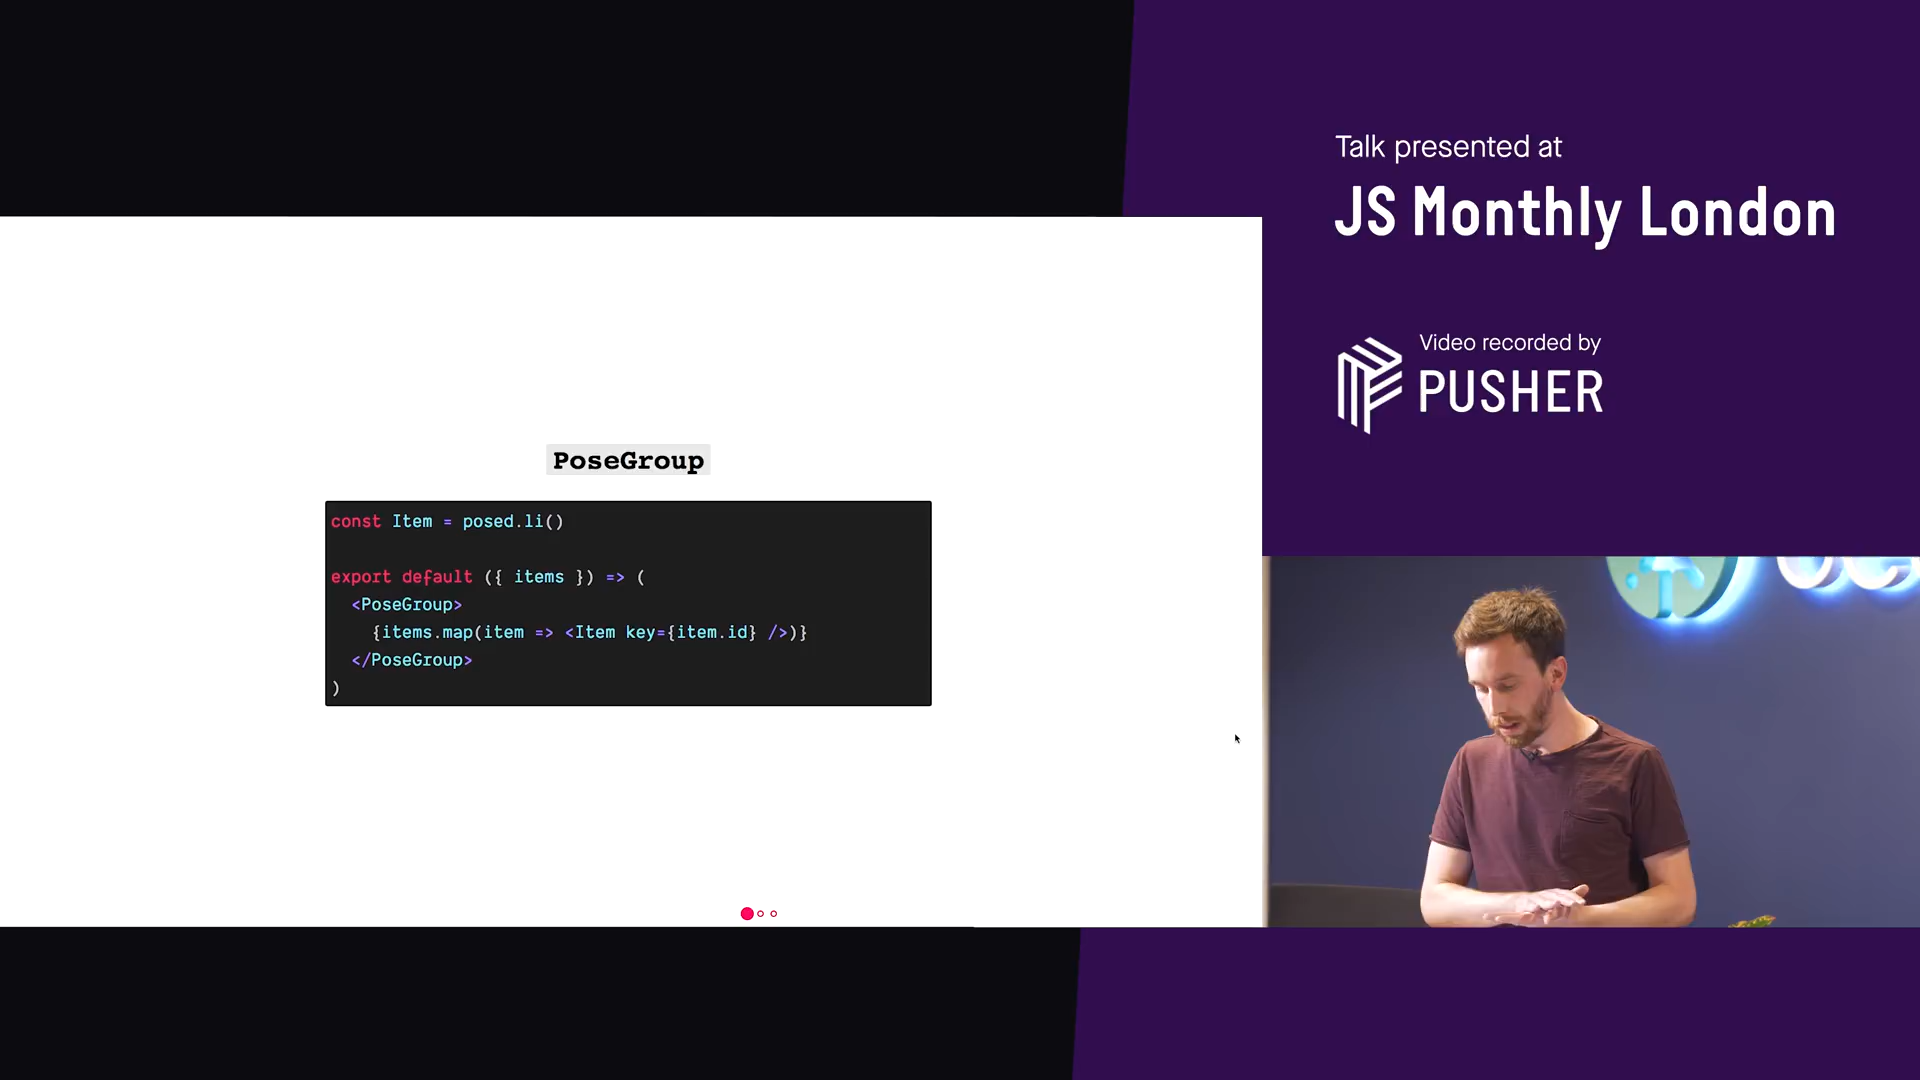 Talk presented at
JS Monthly London
Video recorded by
PUSHER
PoseGroup
const Item = posed.li()
export default ({ items }) => (
<PoseGroup>
{items.map(item => <Item key={item.id} />)}
</PoseGroup>
)